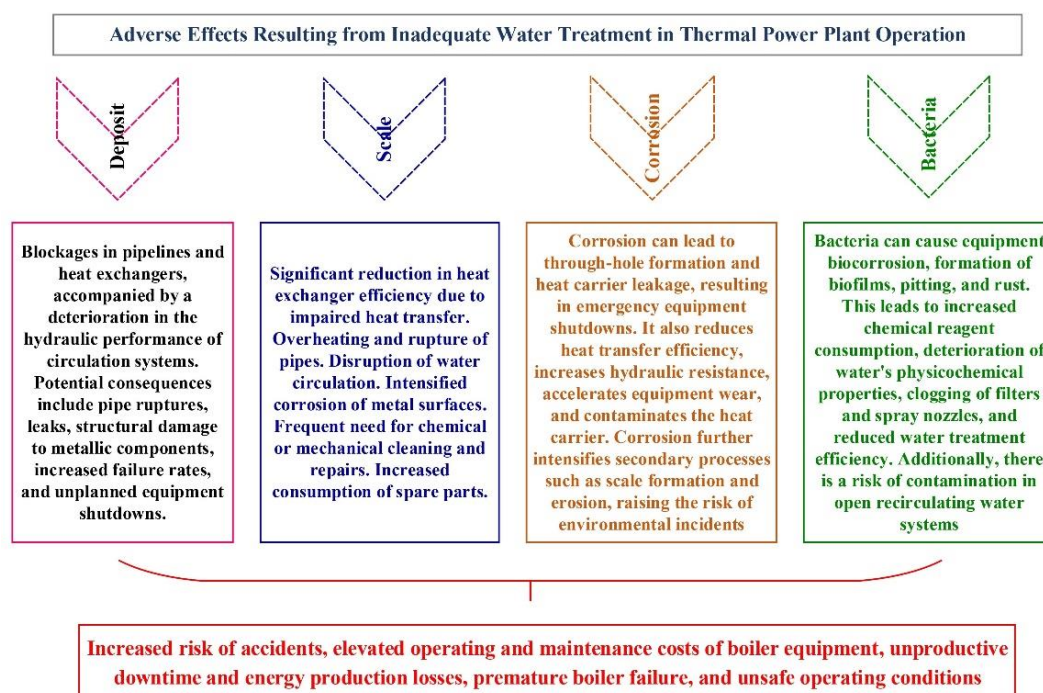 Adverse Effects Resulting from Inadequate Water Treatment in Thermal Power Plant Operation
Deposit
Scale
Corrosion
Bacteria
Blockages in pipelines and
heat exchangers,
accompanied by a
deterioration in the
hydraulic performance of
circulation systems.
Potential consequences
include pipe ruptures,
leaks, structural damage
to metallic components,
increased failure rates,
and unplanned equipment
shutdowns.
Significant reduction in heat
exchanger efficiency due to
impaired heat transfer.
Overheating and rupture of
pipes. Disruption of water
circulation. Intensified
corrosion of metal surfaces.
Frequent need for chemical
or mechanical cleaning and
repairs. Increased
consumption of spare parts.
Corrosion can lead to
through-hole formation and
heat carrier leakage, resulting
in emergency equipment
shutdowns. It also reduces
heat transfer efficiency,
increases hydraulic resistance,
accelerates equipment wear,
and contaminates the heat
carrier. Corrosion further
intensifies secondary processes
such as scale formation and
erosion, raising the risk of
environmental incidents
Bacteria can cause equipment
biocorrosion, formation of
biofilms, pitting, and rust.
This leads to increased
chemical reagent
consumption, deterioration of
water's physicochemical
properties, clogging of filters
and spray nozzles, and
reduced water treatment
efficiency. Additionally, there
is a risk of contamination in
open recirculating water
systems
Increased risk of accidents, elevated operating and maintenance costs of boiler equipment, unproductive
downtime and energy production losses, premature boiler failure, and unsafe operating conditions